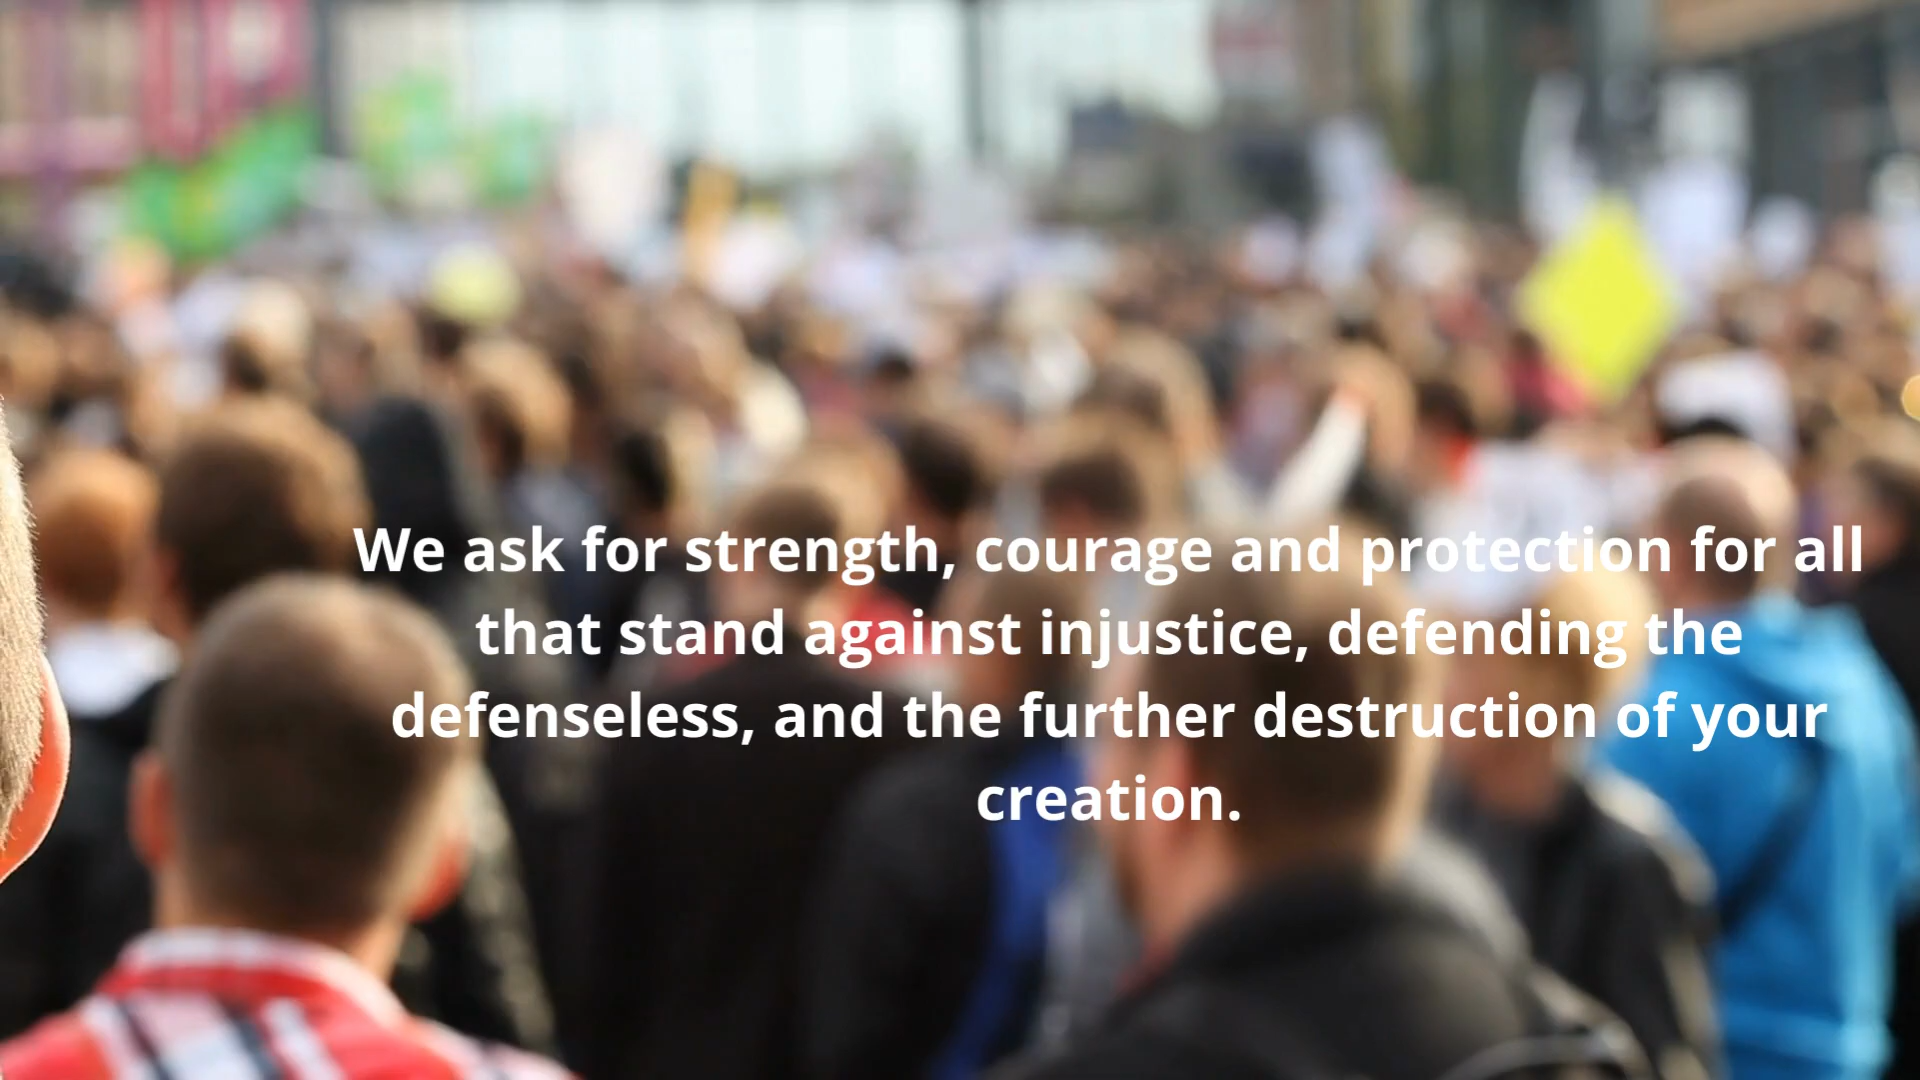 We ask for strength, courage and protection for all
that stand against injustice, defending the
defenseless, and the further destruction of your
creation.